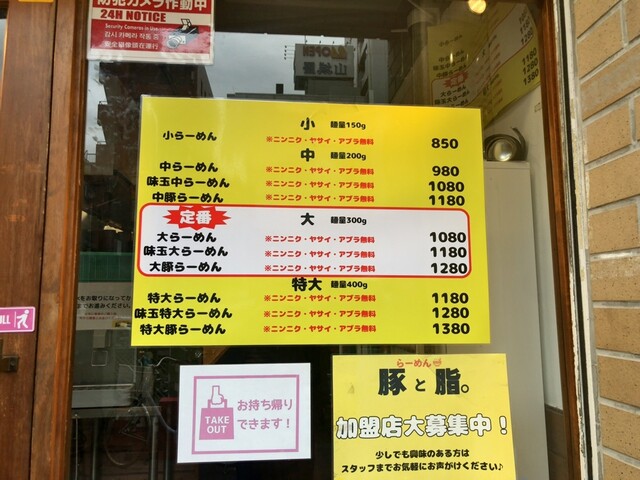 防犯カメラ作動中
24H NOTICE
Security Cameras in Use
감시 카메라 작동 중
小 麺量150g
小らーめん ※ニンニク・ヤサイ・アブラ無料 850
中 麺量200g
中らーめん ※ニンニク・ヤサイ・アブラ無料 980
味玉中らーめん ※ニンニク・ヤサイ・アブラ無料 1080
中豚らーめん ※ニンニク・ヤサイ・アブラ無料 1180
定番 大 麺量300g
大らーめん ※ニンニク・ヤサイ・アブラ無料 1080
味玉大らーめん ※ニンニク・ヤサイ・アブラ無料 1180
大豚らーめん ※ニンニク・ヤサイ・アブラ無料 1280
特大 麺量400g
特大らーめん ※ニンニク・ヤサイ・アブラ無料 1180
味玉特大らーめん ※ニンニク・ヤサイ・アブラ無料 1280
特大豚らーめん ※ニンニク・ヤサイ・アブラ無料 1380
TAKE OUT
お持ち帰り
できます!
らーめん
豚と脂。
加盟店大募集中!
少しでも興味のある方は
スタッフまでお気軽にお声がけください♪